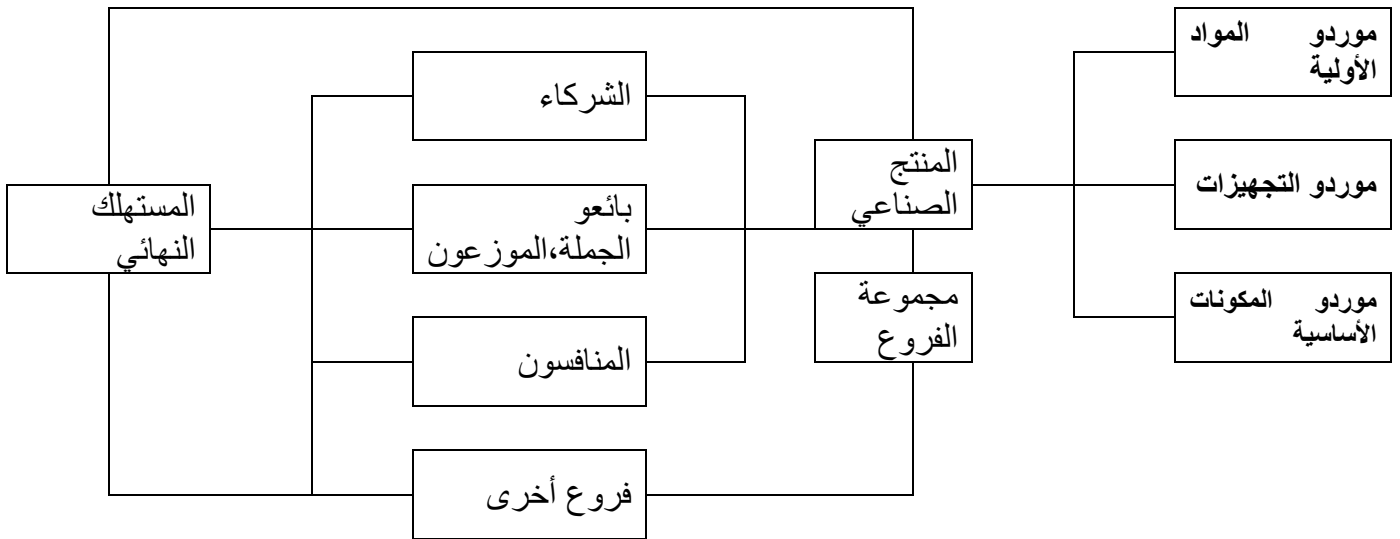 موردو المواد
الأولية
الشركاء
المنتج
الصناعي
موردو التجهيزات
المستهلك
النهائي
بائعو
الجملة،الموزعون
مجموعة
الفروع
موردو المكونات
الأساسية
المنافسون
فروع أخرى